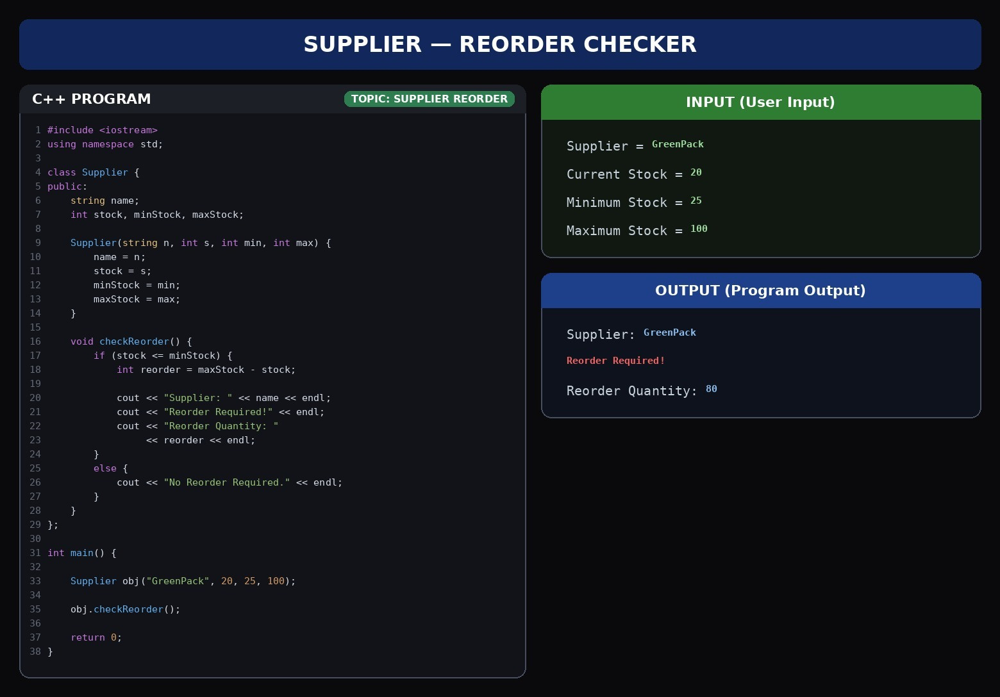 SUPPLIER — REORDER CHECKER
C++ PROGRAM
TOPIC: SUPPLIER REORDER
1 #include <iostream>
2 using namespace std;
3
4 class Supplier {
5 public:
6     string name;
7     int stock, minStock, maxStock;
8
9     Supplier(string n, int s, int min, int max) {
10         name = n;
11         stock = s;
12         minStock = min;
13         maxStock = max;
14     }
15
16     void checkReorder() {
17         if (stock <= minStock) {
18             int reorder = maxStock - stock;
19
20             cout << "Supplier: " << name << endl;
21             cout << "Reorder Required!" << endl;
22             cout << "Reorder Quantity: "
23                  << reorder << endl;
24         }
25         else {
26             cout << "No Reorder Required." << endl;
27         }
28     }
29 };
30
31 int main() {
32
33     Supplier obj("GreenPack", 20, 25, 100);
34
35     obj.checkReorder();
36
37     return 0;
38 }
INPUT (User Input)
Supplier = GreenPack
Current Stock = 20
Minimum Stock = 25
Maximum Stock = 100
OUTPUT (Program Output)
Supplier: GreenPack
Reorder Required!
Reorder Quantity: 80